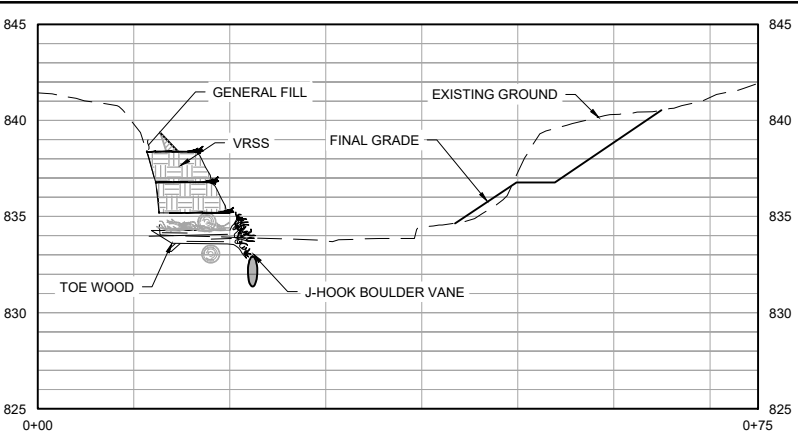 845
845
GENERAL FILL
EXISTING GROUND
840
840
VRSS
FINAL GRADE
835
835
TOE WOOD
J-HOOK BOULDER VANE
830
830
825
825
0+00
0+75